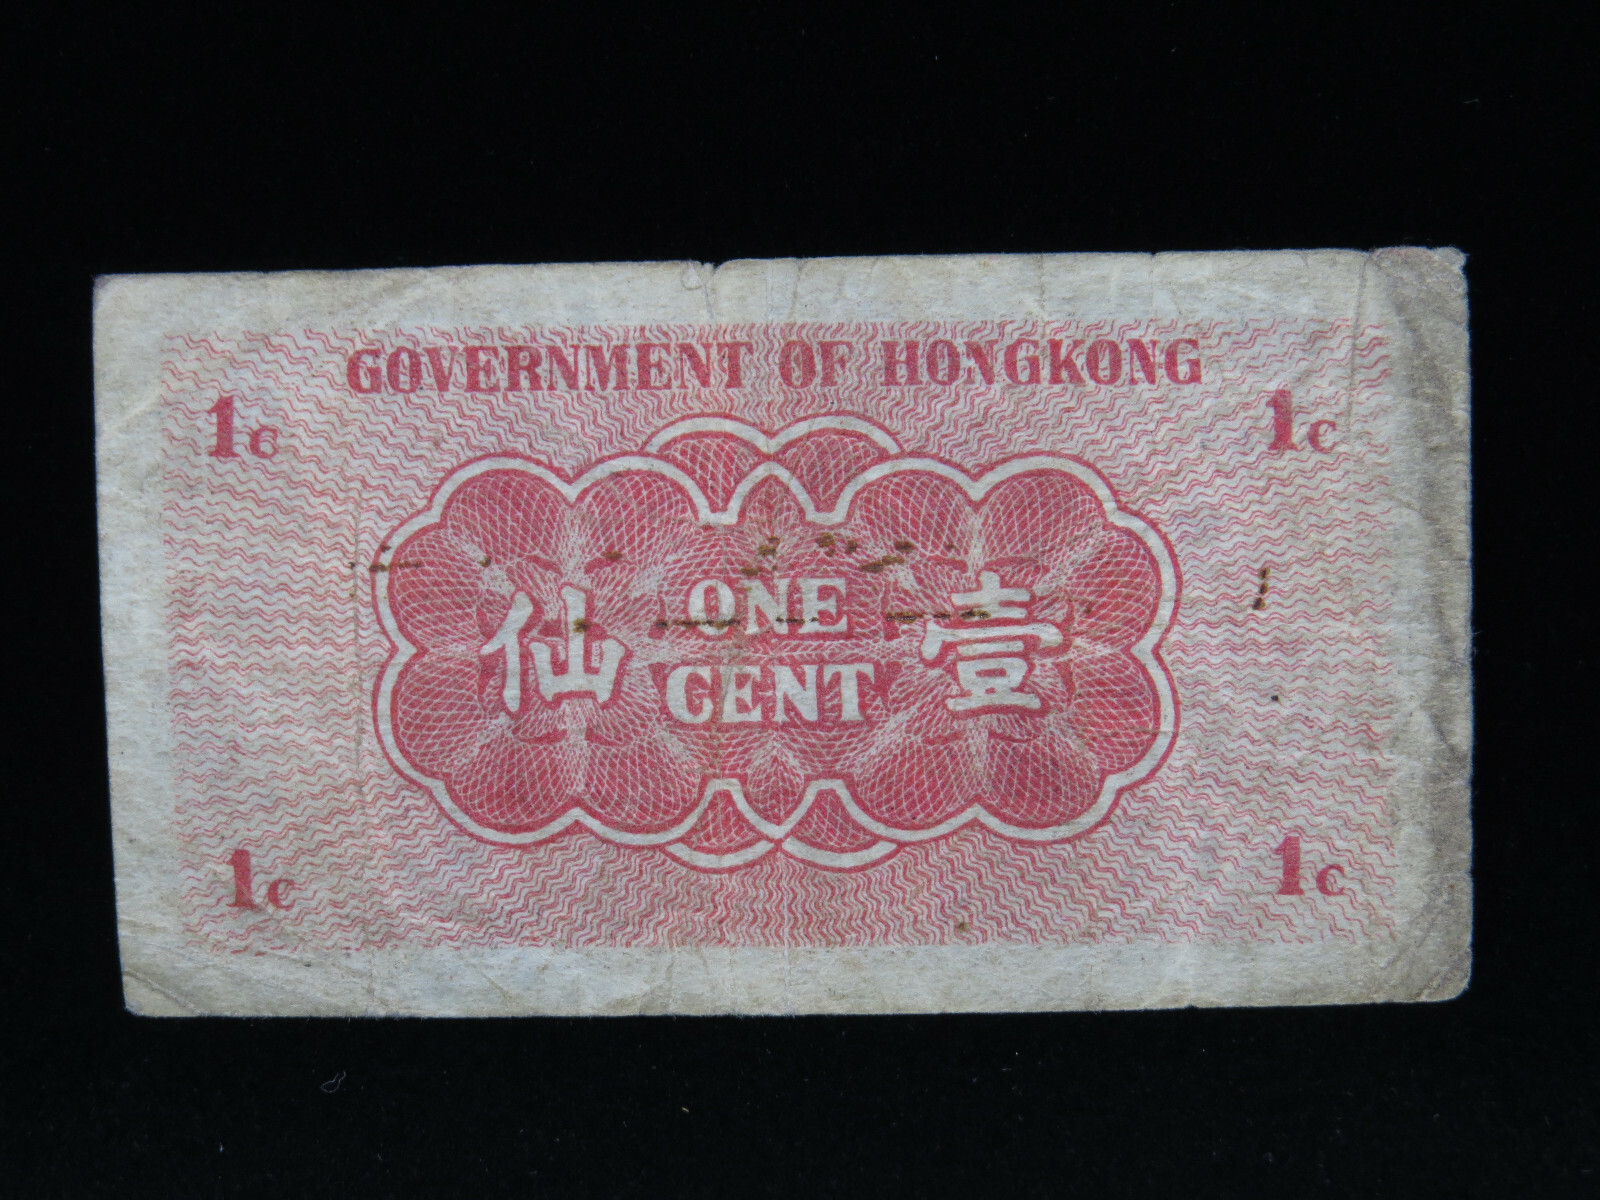 GOVERNMENT OF HONGKONG
1c 1c
仙 ONE CENT 壹
1c 1c